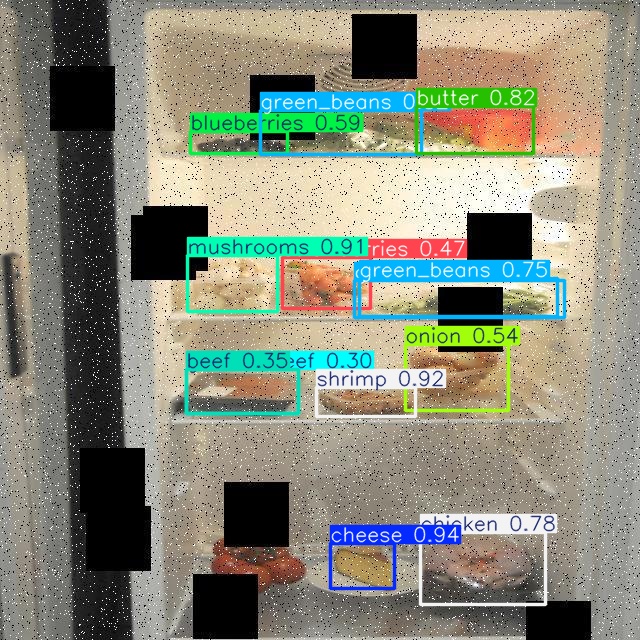 green_beans 0
butter 0.82
blueberries 0.59
mushrooms 0.91
ries 0.47
green_beans 0.75
onion 0.54
beef 0.35
ef 0.30
shrimp 0.92
chicken 0.78
cheese 0.94